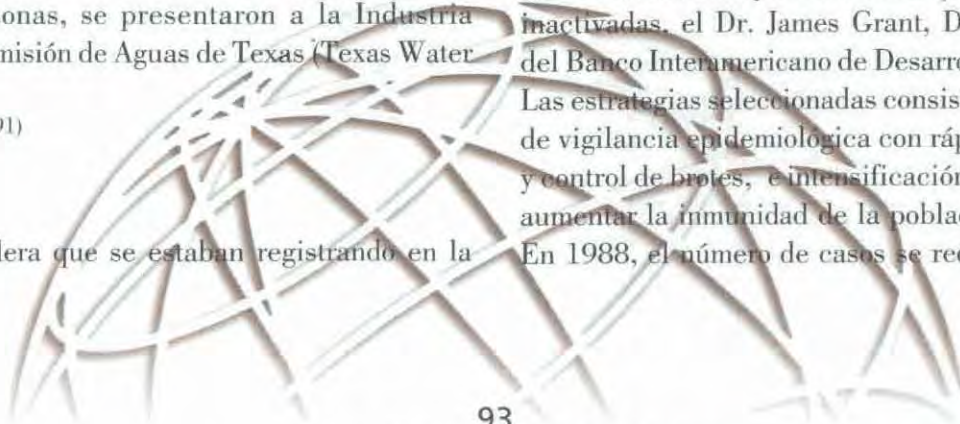 onas, se presentaron a la Industria
misión de Aguas de Texas (Texas Water
91)
lera que se estaban registrando en la
inactivadas, el Dr. James Grant, D
del Banco Interamericano de Desarro
Las estrategias seleccionadas consis
de vigilancia epidemiológica con ráp
y control de brotes, e intensificación
aumentar la inmunidad de la poblac
En 1988, el número de casos se red
93